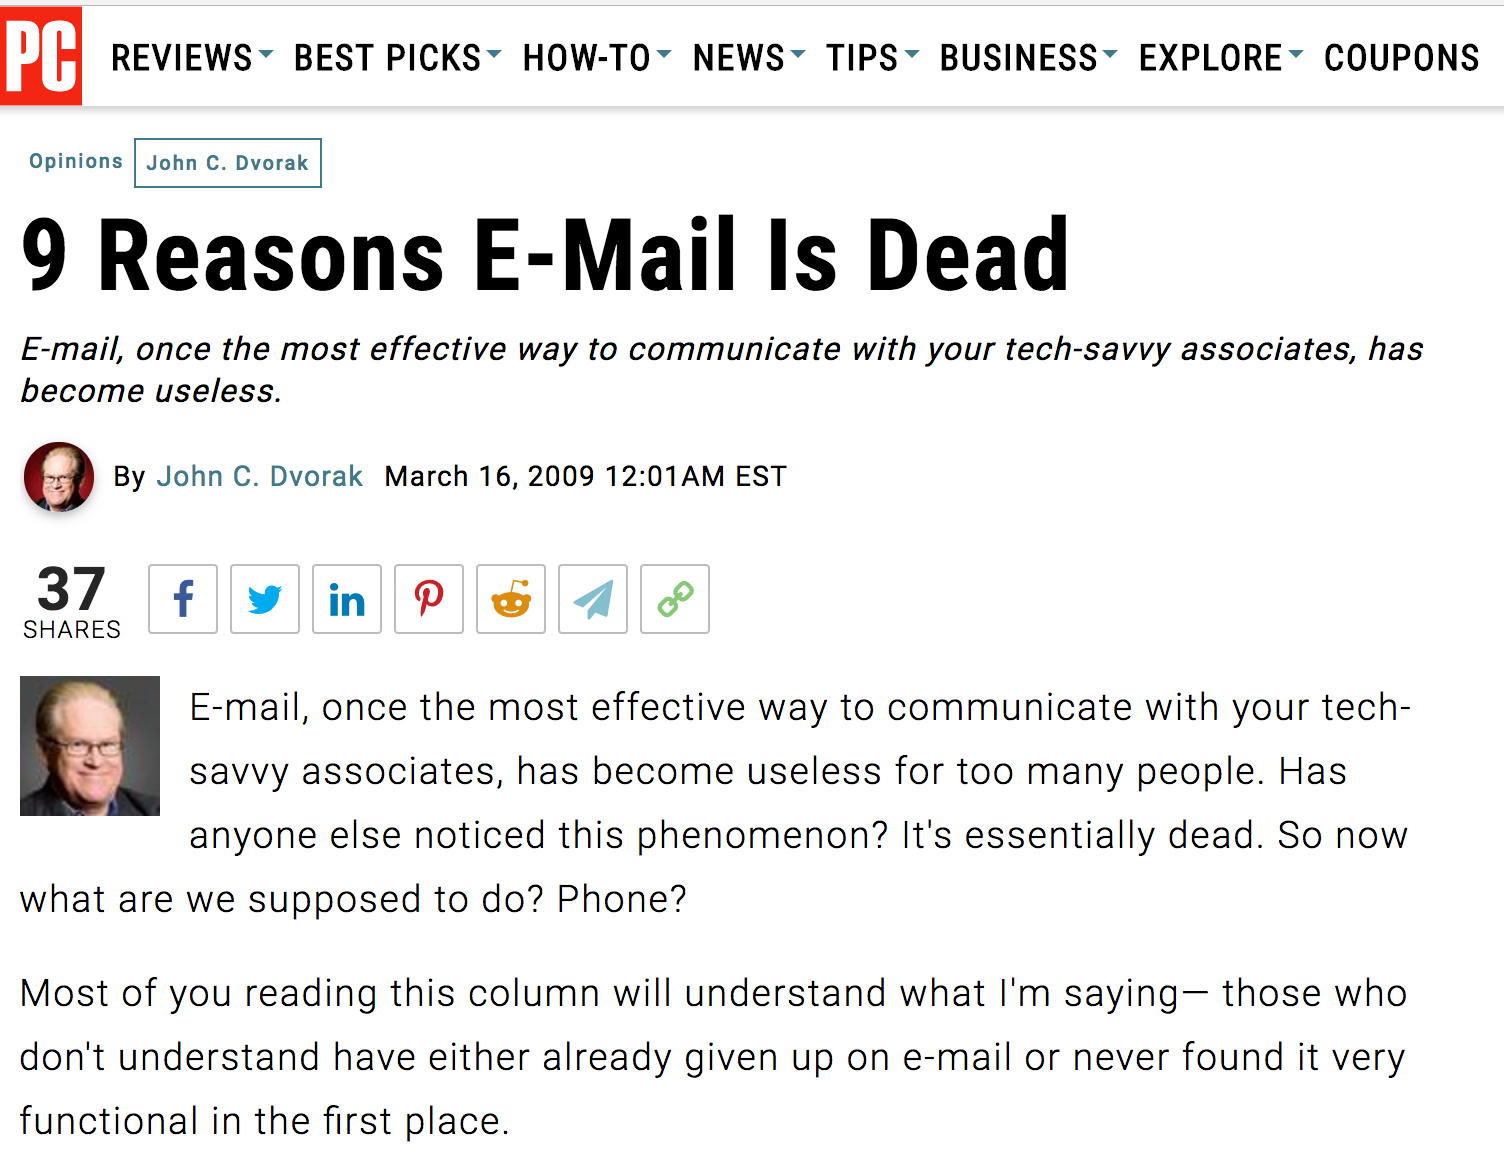 PC
REVIEWS BEST PICKS HOW-TO NEWS TIPS BUSINESS EXPLORE COUPONS
Opinions John C. Dvorak
9 Reasons E-Mail Is Dead
E-mail, once the most effective way to communicate with your tech-savvy associates, has
become useless.
By John C. Dvorak March 16, 2009 12:01AM EST
37
SHARES
E-mail, once the most effective way to communicate with your tech-
savvy associates, has become useless for too many people. Has
anyone else noticed this phenomenon? It's essentially dead. So now
what are we supposed to do? Phone?
Most of you reading this column will understand what I'm saying— those who
don't understand have either already given up on e-mail or never found it very
functional in the first place.